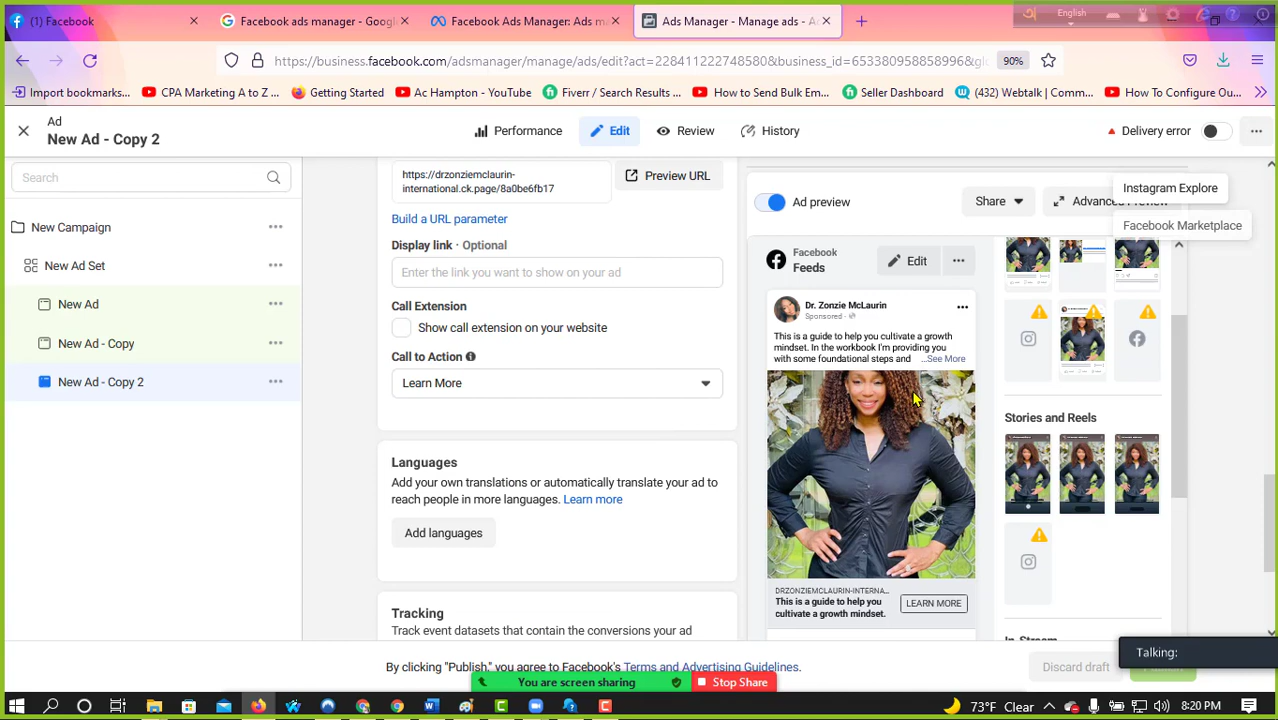 (1) Facebook
Facebook ads manager - Googl
Facebook Ads Manager: Ads m
Ads Manager - Manage ads - A
English
https://business.facebook.com/adsmanager/manage/ads/edit?act=228411222748580&business_id=653380958858996&gl
90%
Import bookmarks...
CPA Marketing A to Z ...
Getting Started
Ac Hampton - YouTube
Fiverr / Search Results ...
How to Send Bulk Em...
Seller Dashboard
(432) Webtalk | Comm...
How To Configure Ou...
Ad
New Ad - Copy 2
Performance
Edit
Review
History
Delivery error
Search
New Campaign
New Ad Set
New Ad
New Ad - Copy
New Ad - Copy 2
https://drzonziemclaurin-
international.ck.page/8a0be6fb17
Preview URL
Build a URL parameter
Display link · Optional
Enter the link you want to show on your ad
Call Extension
Show call extension on your website
Call to Action
Learn More
Languages
Add your own translations or automatically translate your ad to
reach people in more languages. Learn more
Add languages
Tracking
Track event datasets that contain the conversions your ad
Ad preview
Share
Advanced Preview
Instagram Explore
Facebook Marketplace
Facebook
Feeds
Edit
Dr. Zonzie McLaurin
Sponsored ·
This is a guide to help you cultivate a growth
mindset. In the workbook I'm providing you
with some foundational steps and ...See More
DRZONZIEMCLAURIN-INTERNA...
This is a guide to help you
cultivate a growth mindset.
LEARN MORE
Stories and Reels
In-Stream
By clicking "Publish," you agree to Facebook's Terms and Advertising Guidelines.
Discard draft
Talking:
You are screen sharing
Stop Share
73°F Clear
8:20 PM